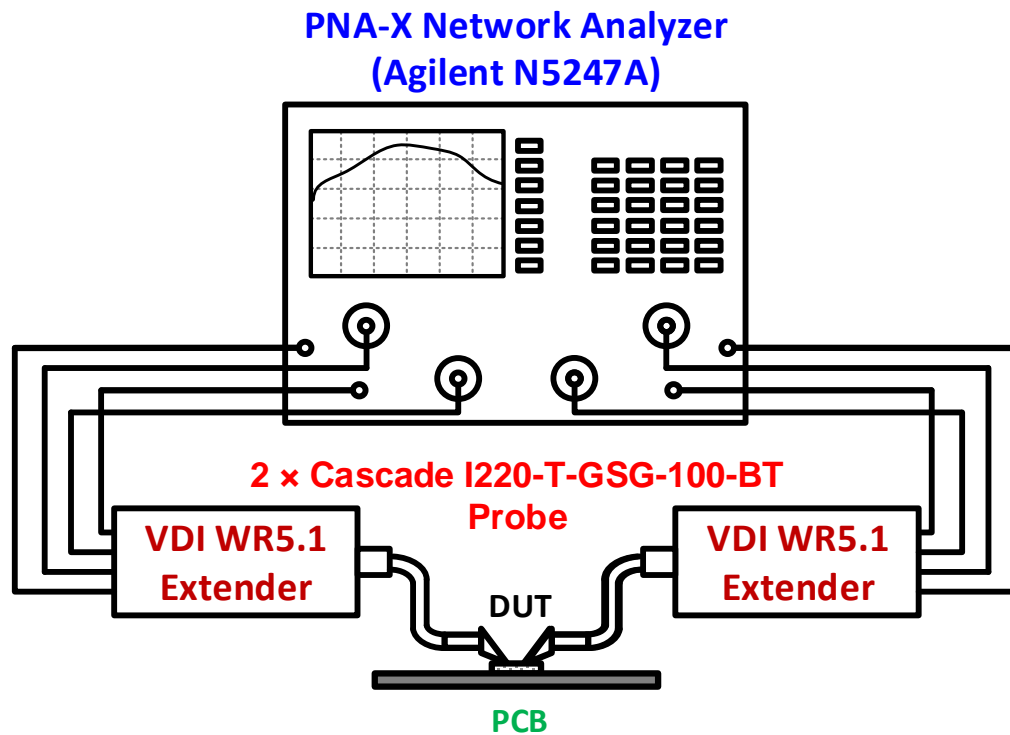 PNA-X Network Analyzer
(Agilent N5247A)
2 × Cascade I220-T-GSG-100-BT
Probe
VDI WR5.1
Extender
VDI WR5.1
Extender
DUT
PCB